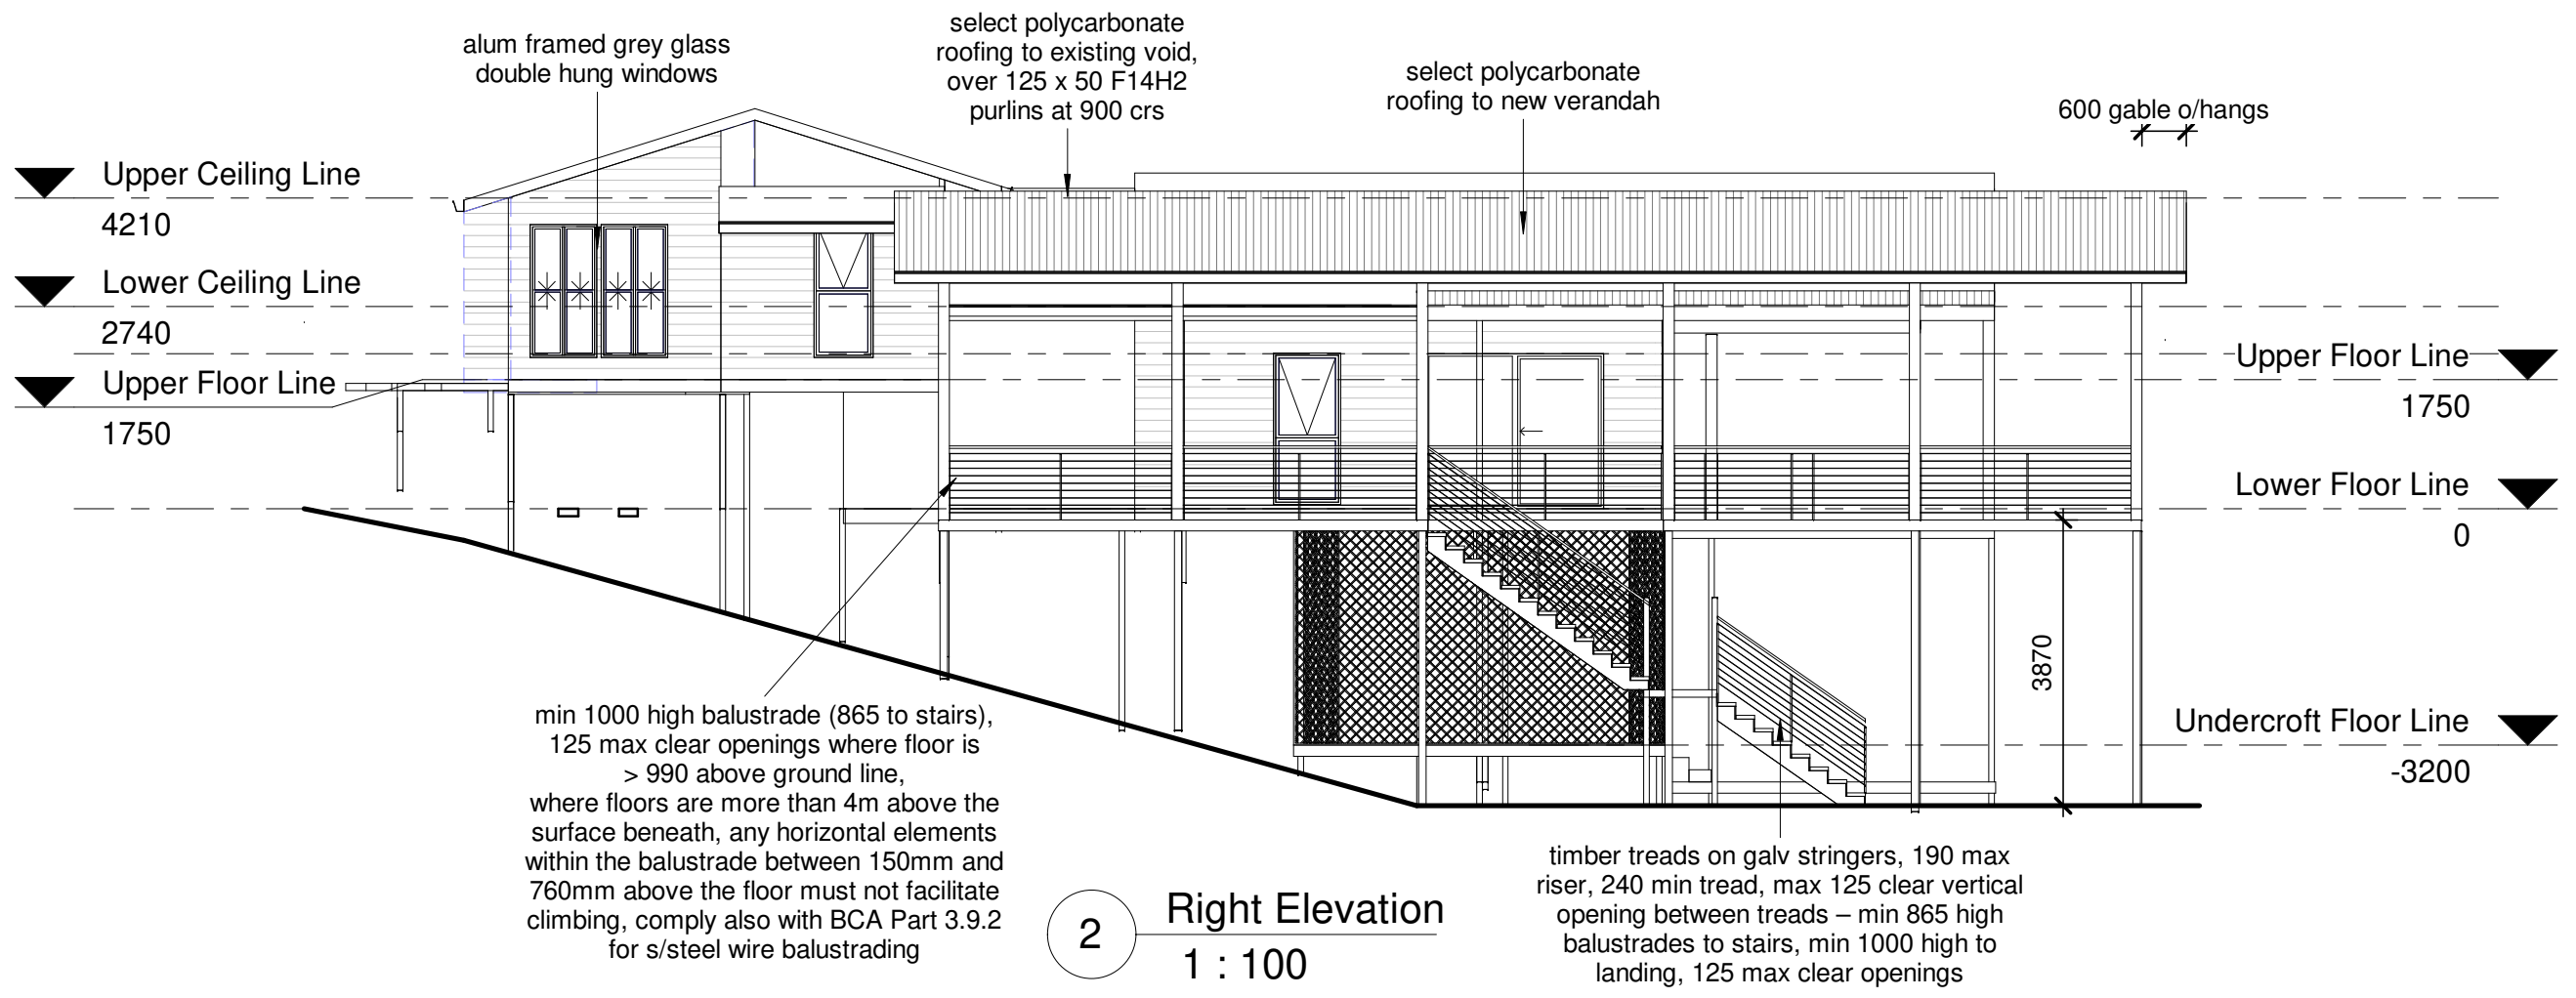 alum framed grey glass
double hung windows
select polycarbonate
roofing to existing void,
over 125 x 50 F14H2
purlins at 900 crs
select polycarbonate
roofing to new verandah
600 gable o/hangs
Upper Ceiling Line
4210
Lower Ceiling Line
2740
Upper Floor Line
1750
Upper Floor Line
1750
Lower Floor Line
0
3870
Undercroft Floor Line
-3200
min 1000 high balustrade (865 to stairs),
125 max clear openings where floor is
> 990 above ground line,
where floors are more than 4m above the
surface beneath, any horizontal elements
within the balustrade between 150mm and
760mm above the floor must not facilitate
climbing, comply also with BCA Part 3.9.2
for s/steel wire balustrading
timber treads on galv stringers, 190 max
riser, 240 min tread, max 125 clear vertical
opening between treads – min 865 high
balustrades to stairs, min 1000 high to
landing, 125 max clear openings
2
Right Elevation
1 : 100